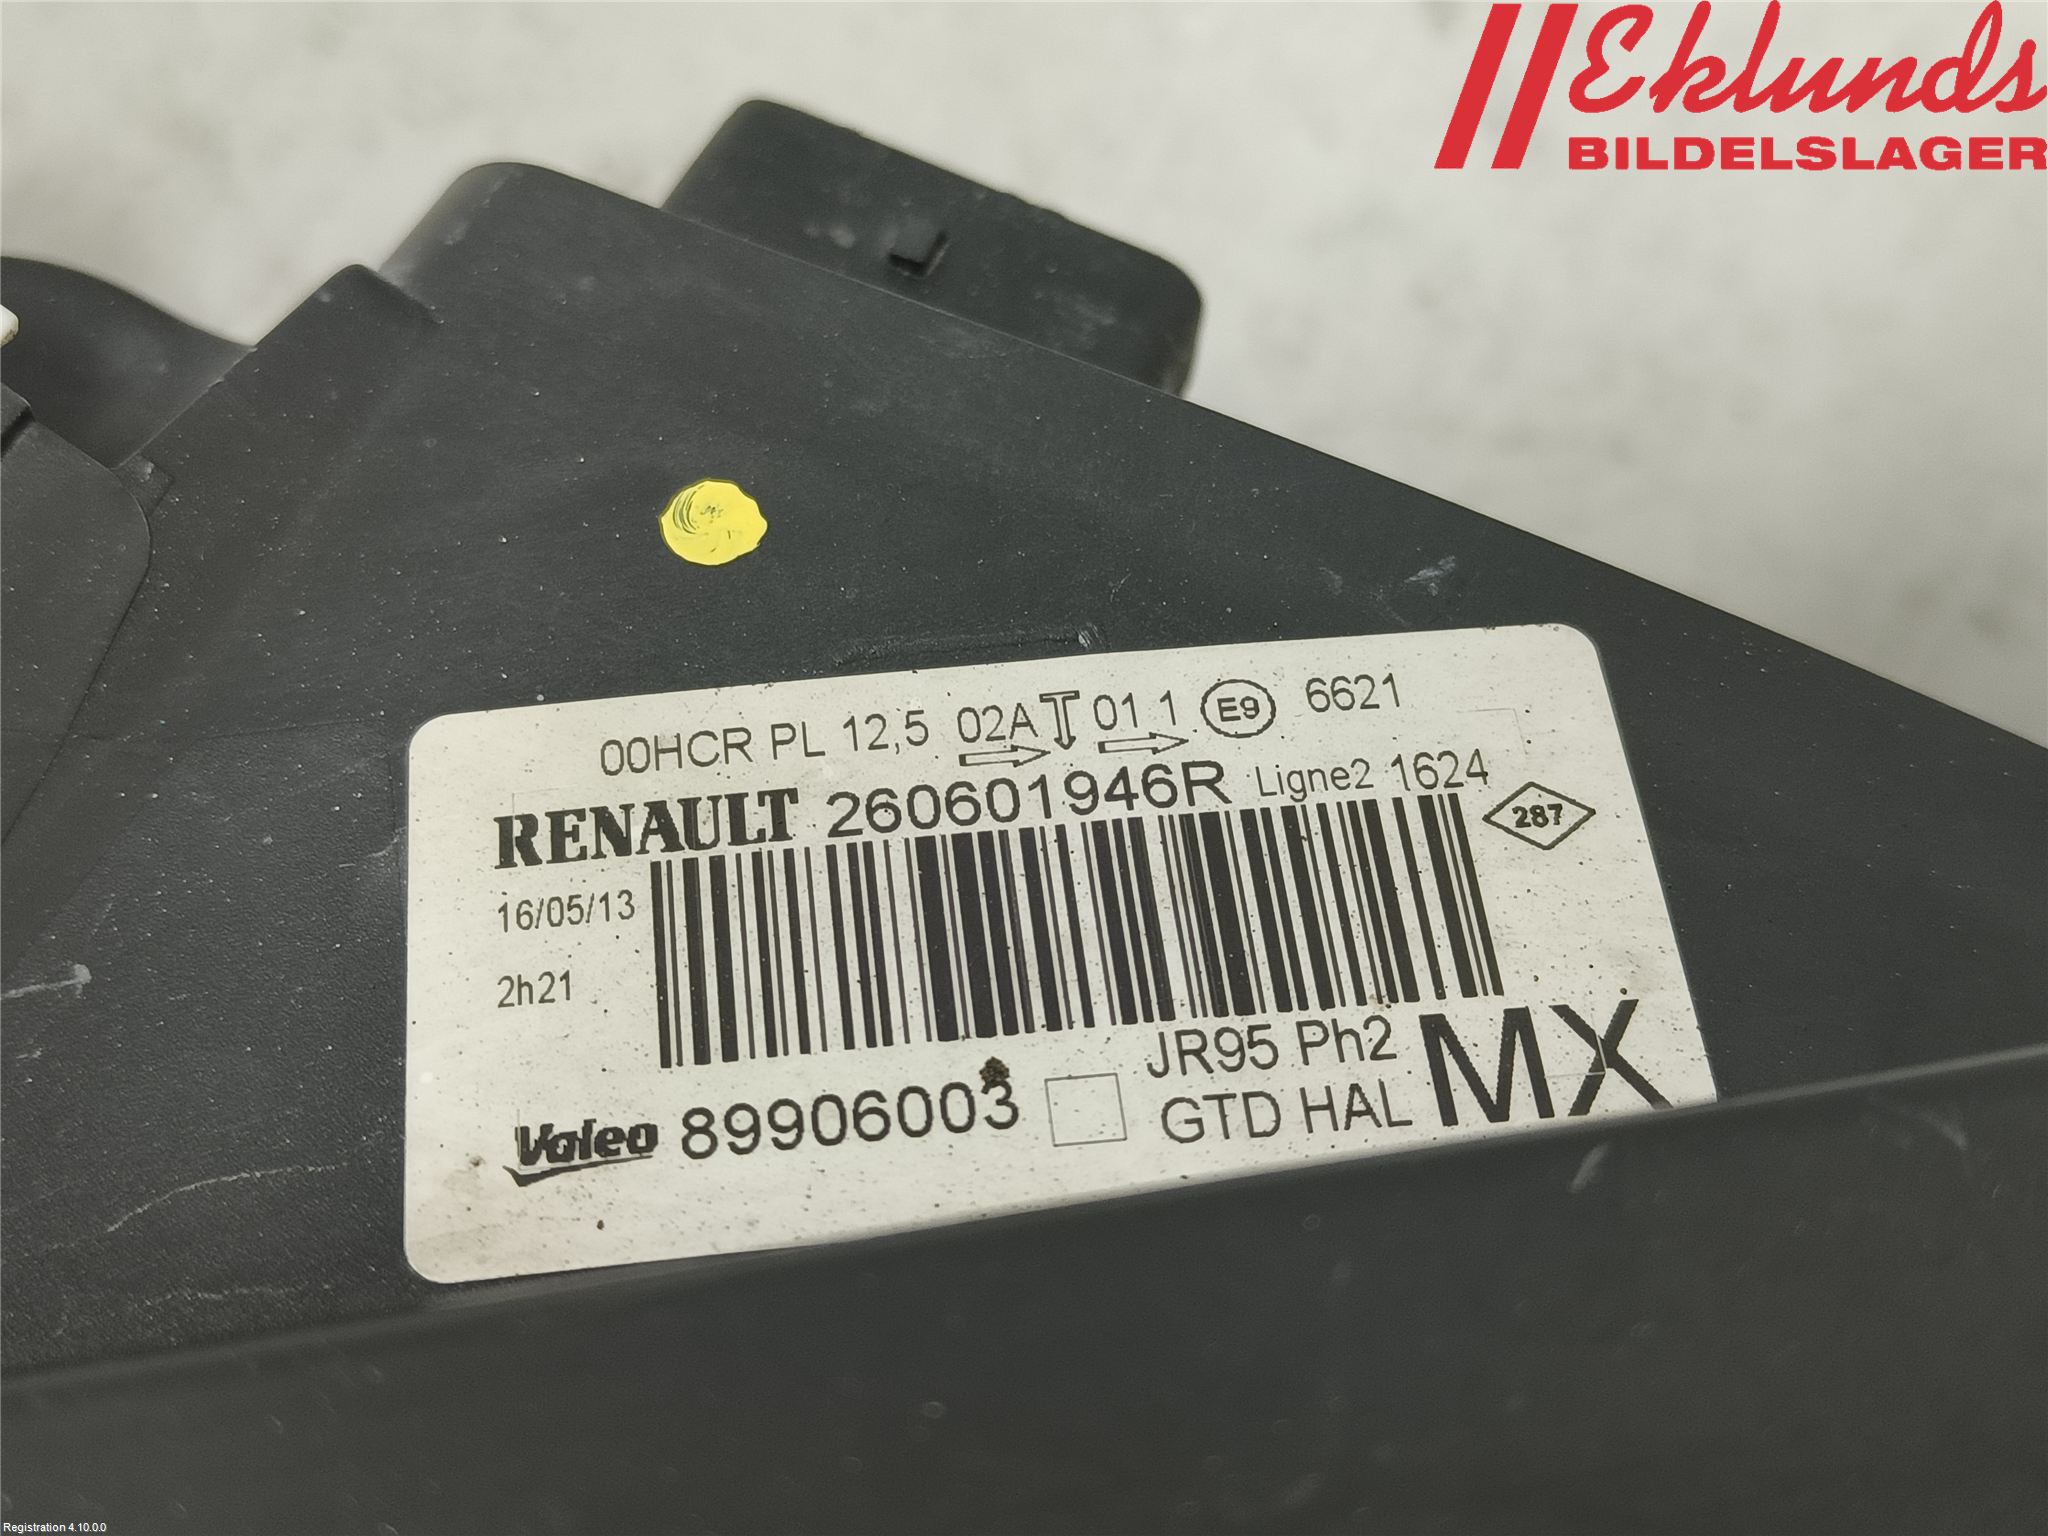 Eklunds
BILDELSLAGER
00HCR PL 12,5 02A 01 1 E9 6621
RENAULT 260601946R Ligne2 1624
287
16/05/13
2h21
JR95 Ph2
Valeo 89906003 GTD HAL MX
Registration 4.10.0.0